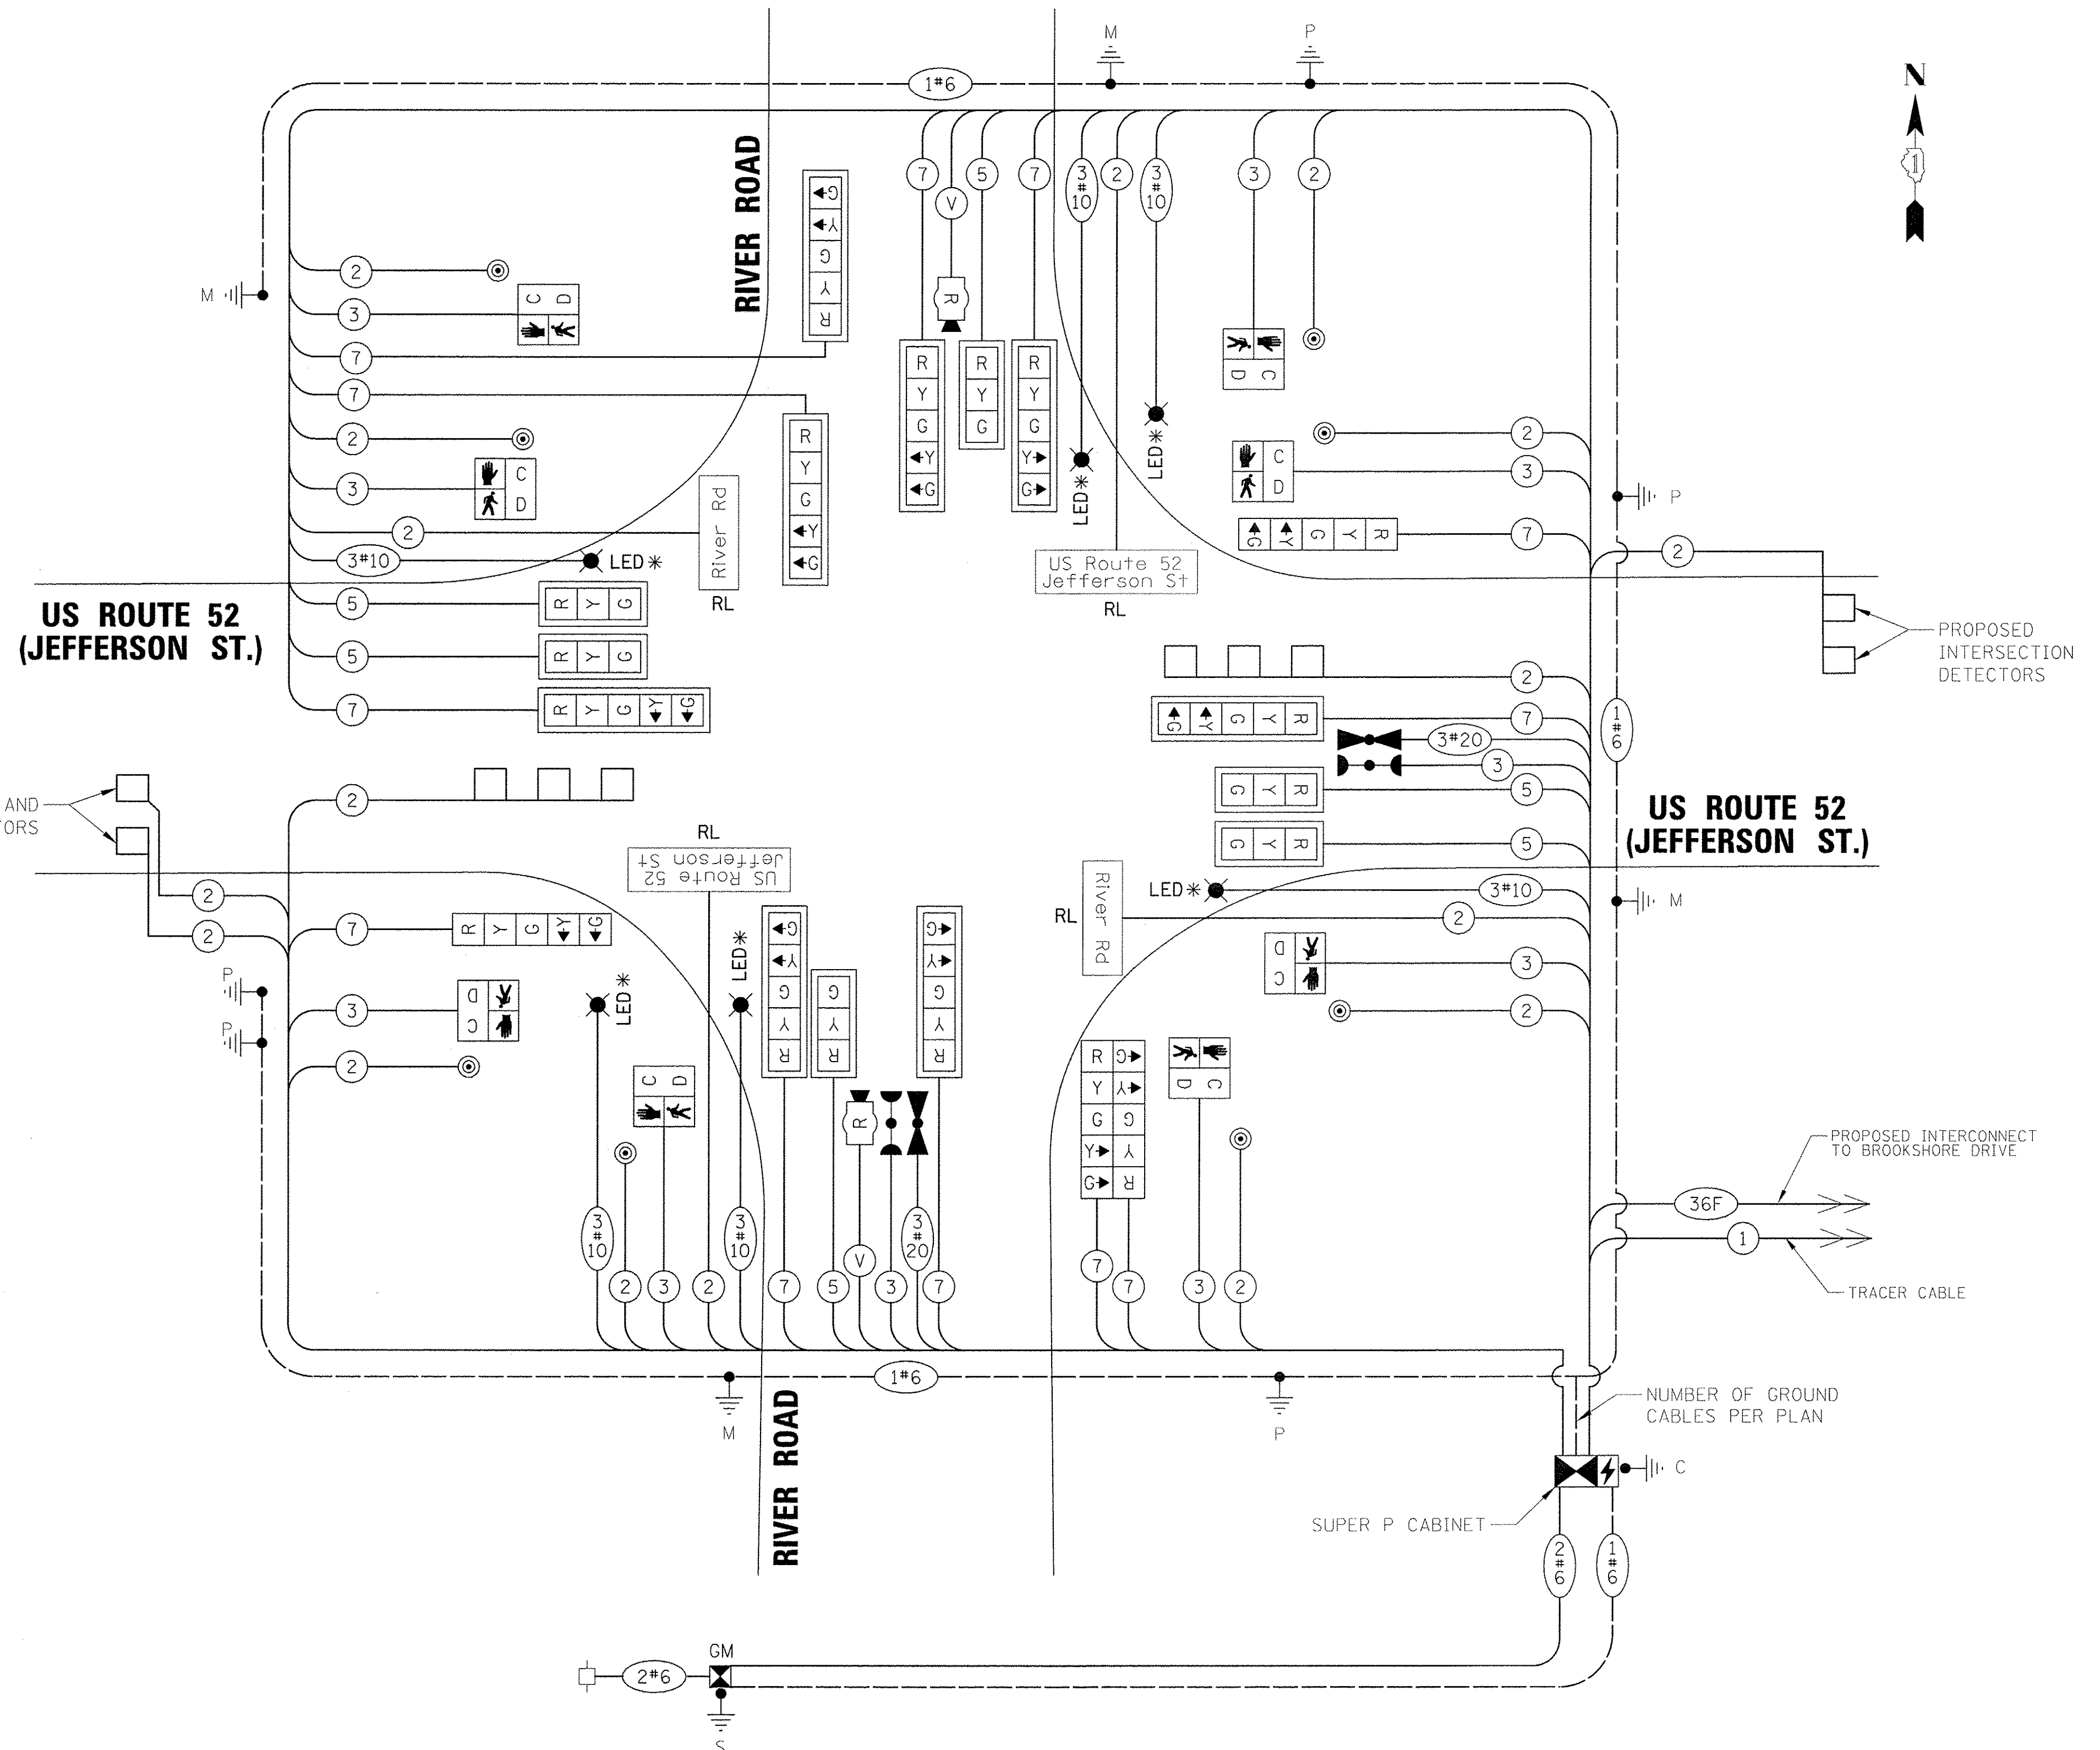 M
P
N
1#6
1
RIVER ROAD
7
V
5
7
3#10
2
3#10
3
2
G
Y
G
Y
R
2
M
R
C D
3
R
Y
G
Y
G
R
Y
G
R
Y
G
Y
G
7
7
D C
R
Y
G
Y
G
LED*
LED*
2
2
C
D
3
3
C
D
P
River Rd
RL
G Y G Y R
7
2
2
3#10
LED*
US Route 52
Jefferson St
RL
US ROUTE 52
(JEFFERSON ST.)
5
R Y G
PROPOSED
INTERSECTION
DETECTORS
5
R Y G
2
7
R Y G Y G
G Y G Y R
7
1#6
3#20
3
G Y R
5
AND
TORS
2
RL
US Route 52
Jefferson St
G Y R
5
US ROUTE 52
(JEFFERSON ST.)
2
2
7
R Y G Y G
LED*
3#10
RL
River Rd
2
M
P
P
3
D
C
LED*
LED*
G
Y
G
Y
R
G
Y
R
G
Y
G
Y
R
D
C
3
2
2
C D
R
R G
Y Y
G G
Y Y
G R
D C
PROPOSED INTERCONNECT
TO BROOKSHORE DRIVE
36F
1
TRACER CABLE
3#10
2
3
2
3#10
7
5
V
3
3#20
7
7
7
3
2
1#6
M
P
RIVER ROAD
NUMBER OF GROUND
CABLES PER PLAN
C
SUPER P CABINET
2#6
1#6
GM
2#6
S